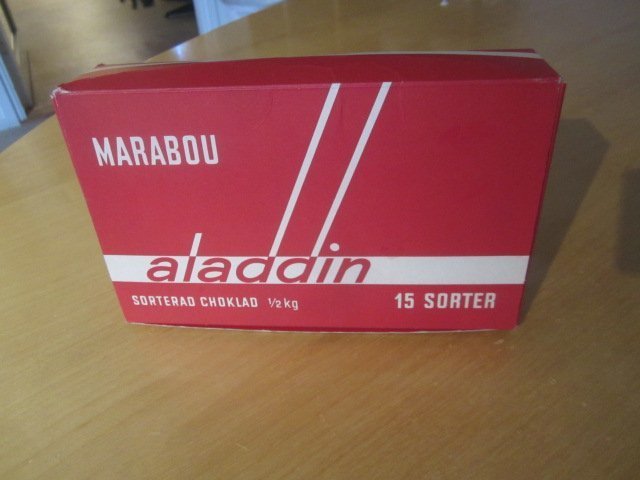 MARABOU
aladdin
SORTERAD CHOKLAD ½ kg
15 SORTER